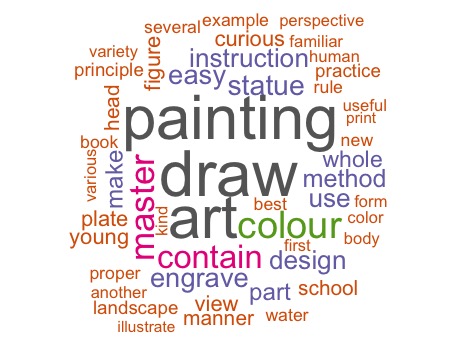 several example perspective
variety curious familiar
principle figure instruction human
easy statue practice
head rule
painting useful
print
book new
various make master draw whole
method
kind art best use form
plate colour color
young contain first body
proper engrave design
another part school
landscape view
manner water
illustrate